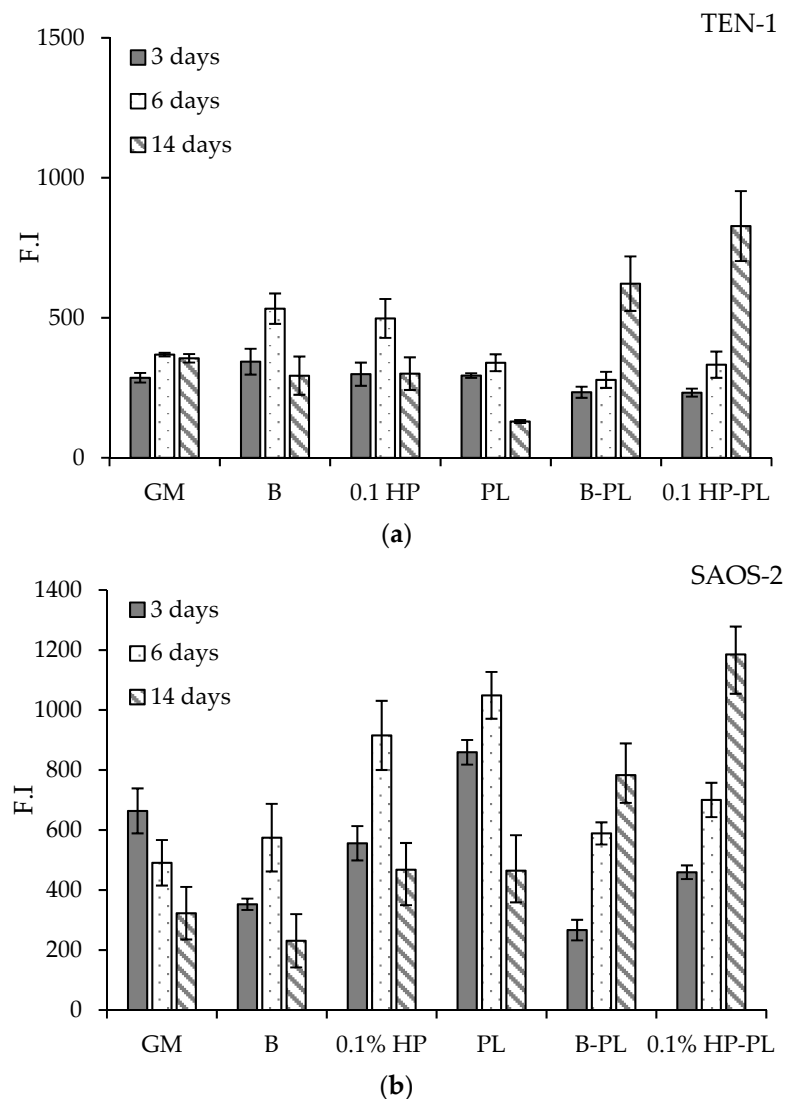 TEN-1
1500
1000
500
0
F.I
3 days
6 days
14 days
GM B 0.1 HP PL B-PL 0.1 HP-PL
(a)
SAOS-2
1400
1200
1000
800
600
400
200
0
F.I
3 days
6 days
14 days
GM B 0.1% HP PL B-PL 0.1% HP-PL
(b)